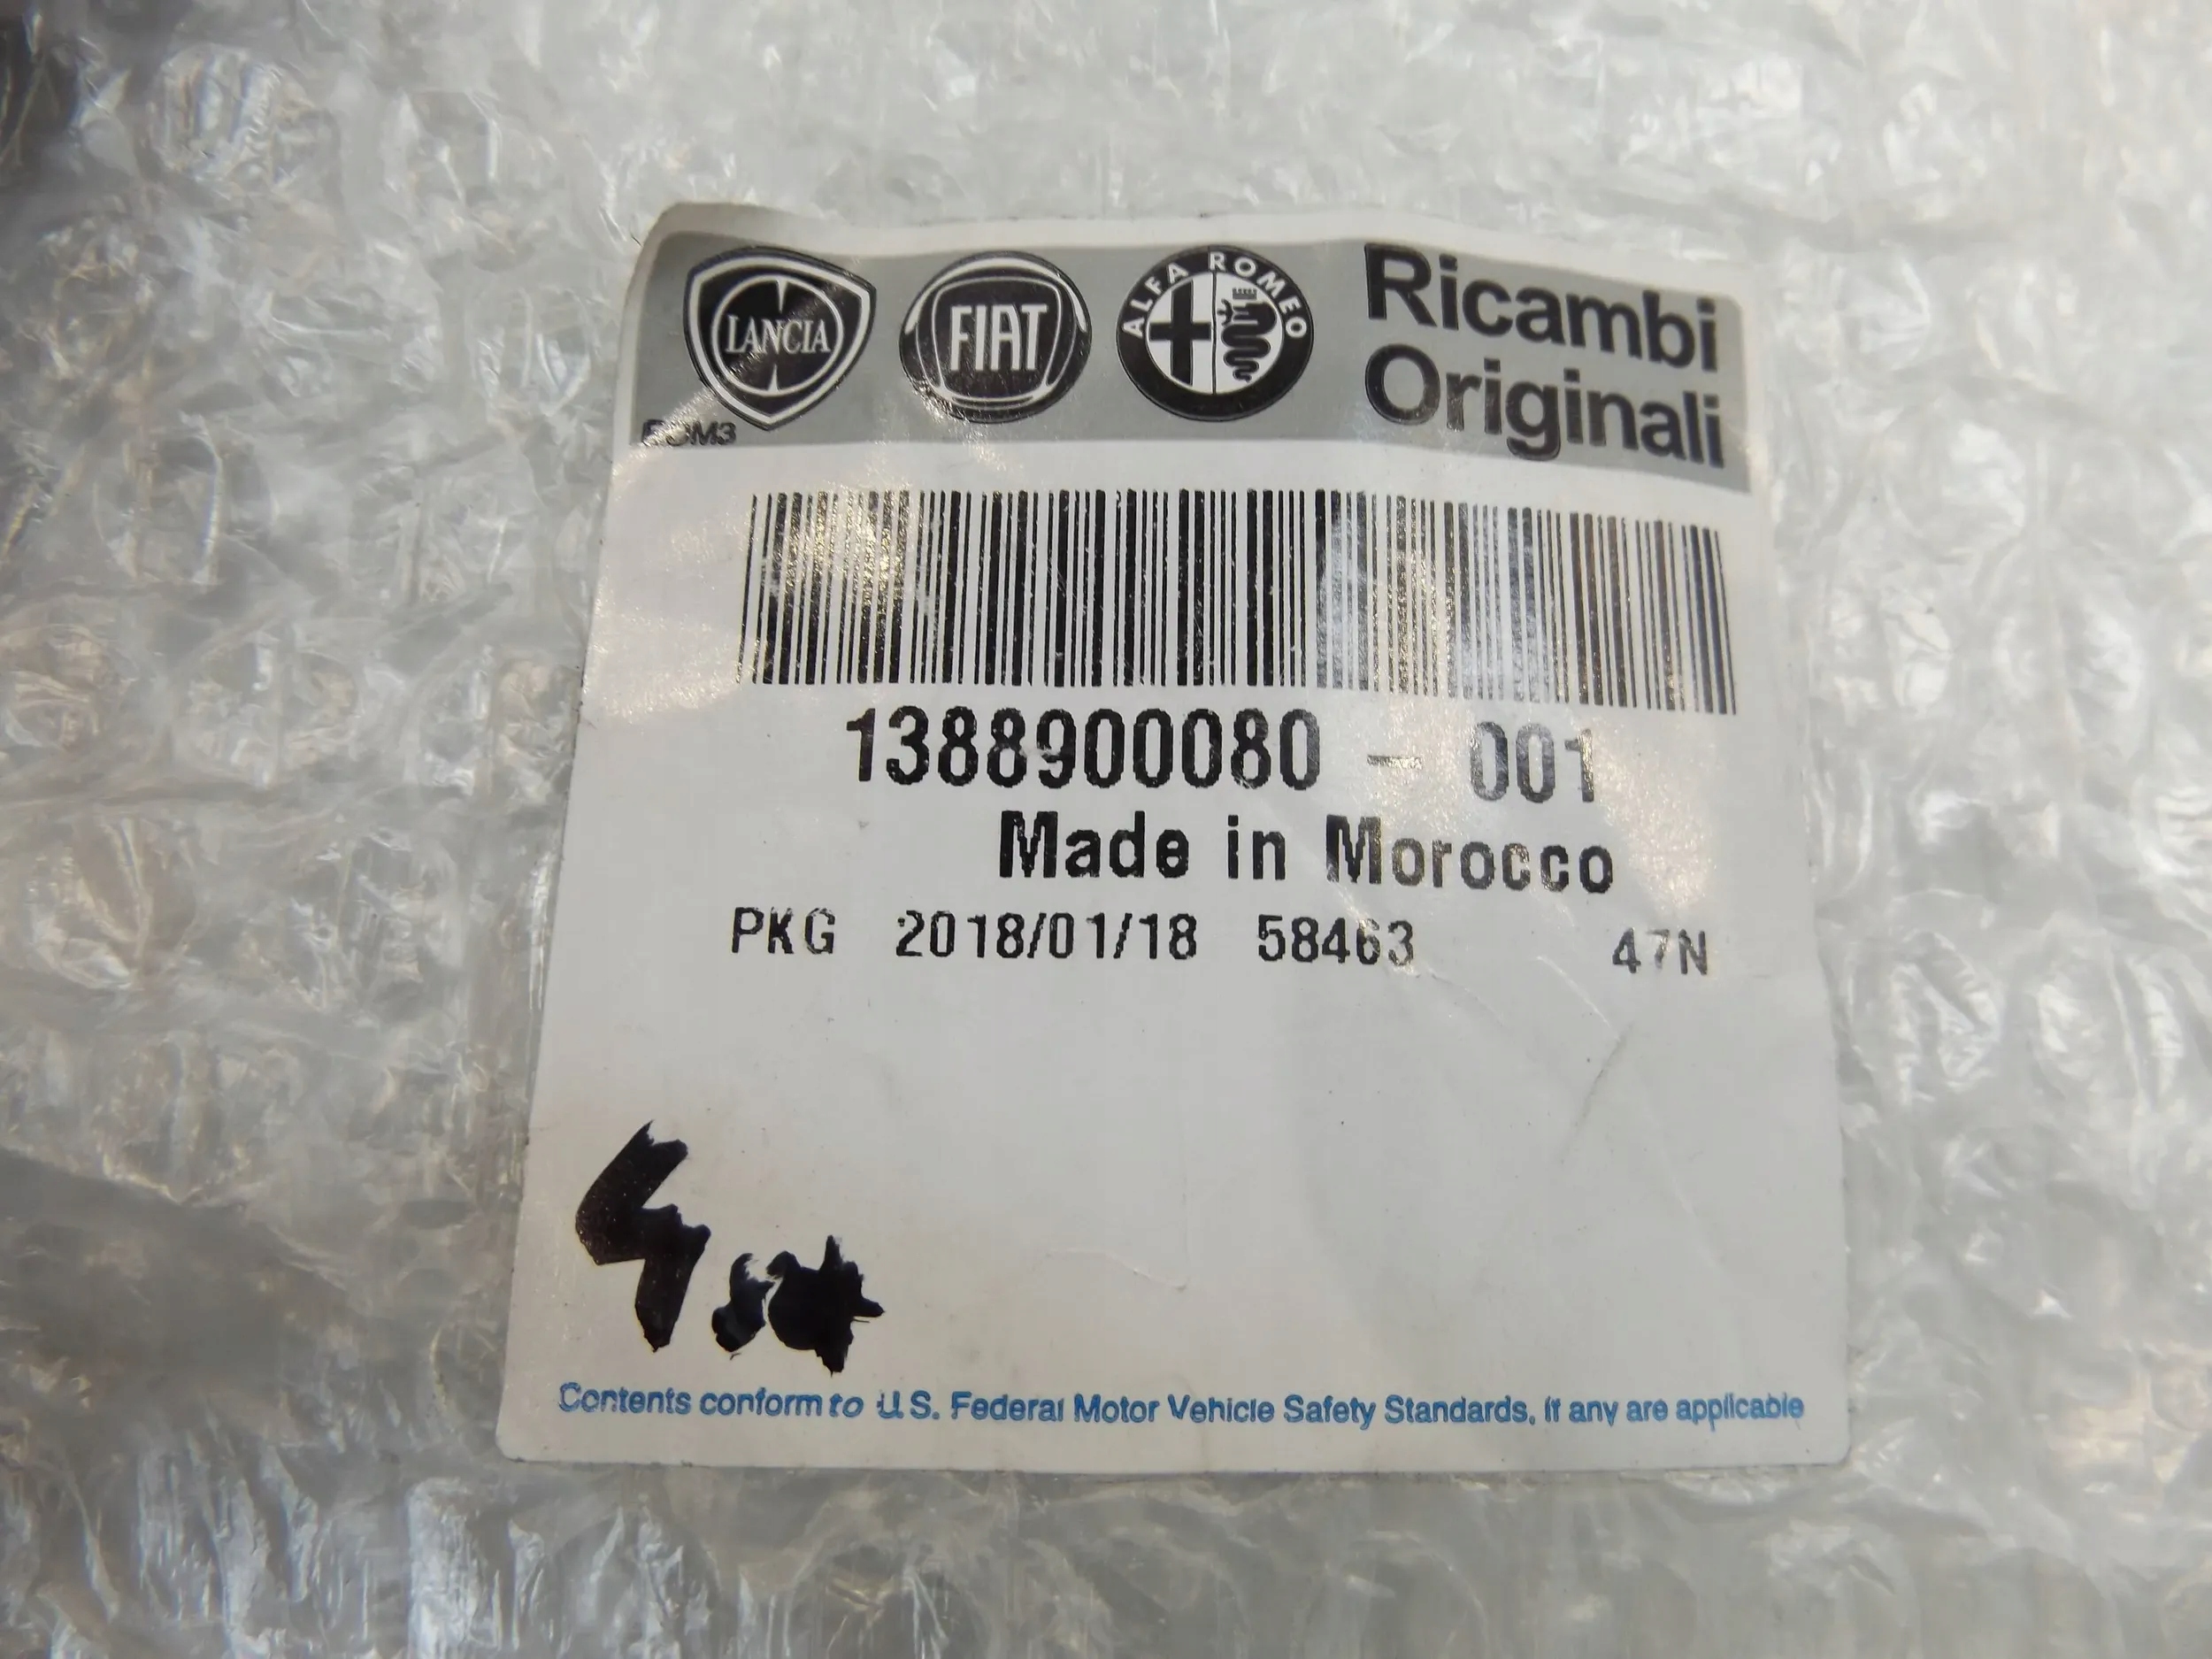 LANCIA
FIAT
ALFA ROMEO
Ricambi
Originali
1388900080 - 001
Made in Morocco
PKG 2018/01/18 58463 47N
Contents conform to U.S. Federal Motor Vehicle Safety Standards, if any are applicable